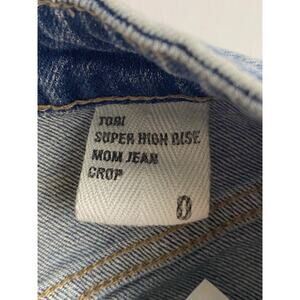 TORI
SUPER HIGH RISE
MOM JEAN
CROP
0